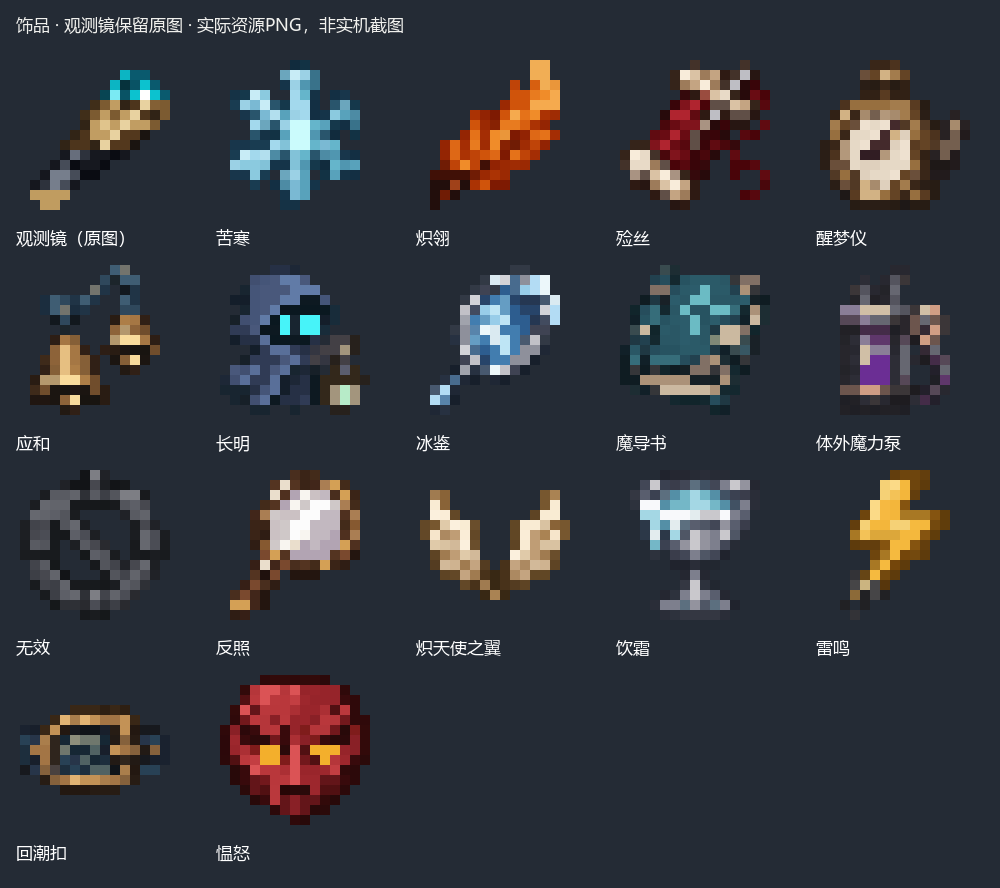 饰品 · 观测镜保留原图 · 实际资源PNG，非实机截图
观测镜（原图）
苦寒
炽翎
殓丝
醒梦仪
应和
长明
冰鉴
魔导书
体外魔力泵
无效
反照
炽天使之翼
饮霜
雷鸣
回潮扣
愠怒